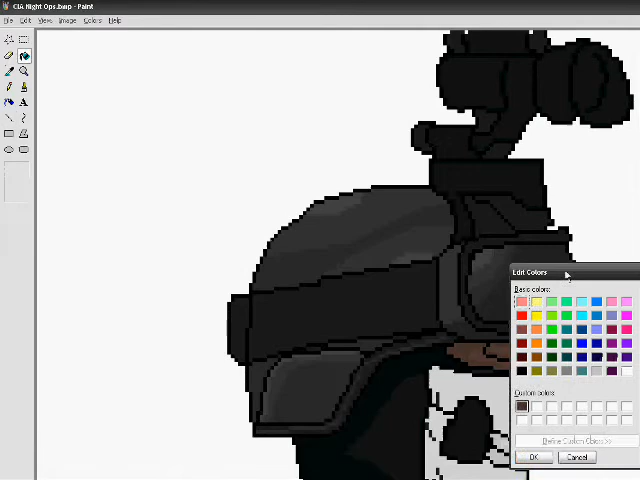 CIA Night Ops.bmp - Paint
File Edit View Image Colors Help
A
Edit Colors
Basic colors:
Custom colors:
Define Custom Colors >>
OK Cancel